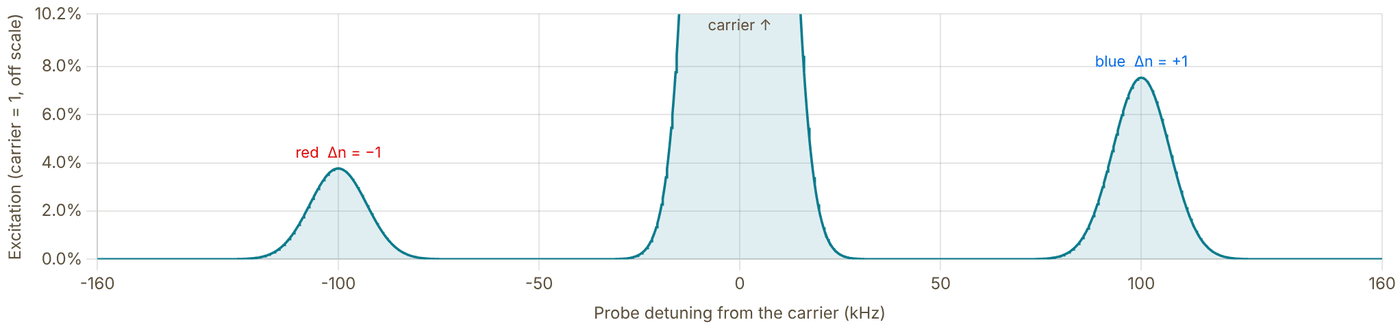 Excitation (carrier = 1, off scale)
10.2%
8.0%
6.0%
4.0%
2.0%
0.0%
carrier ↑
blue Δn = +1
red Δn = −1
-160
-100
-50
0
50
100
160
Probe detuning from the carrier (kHz)